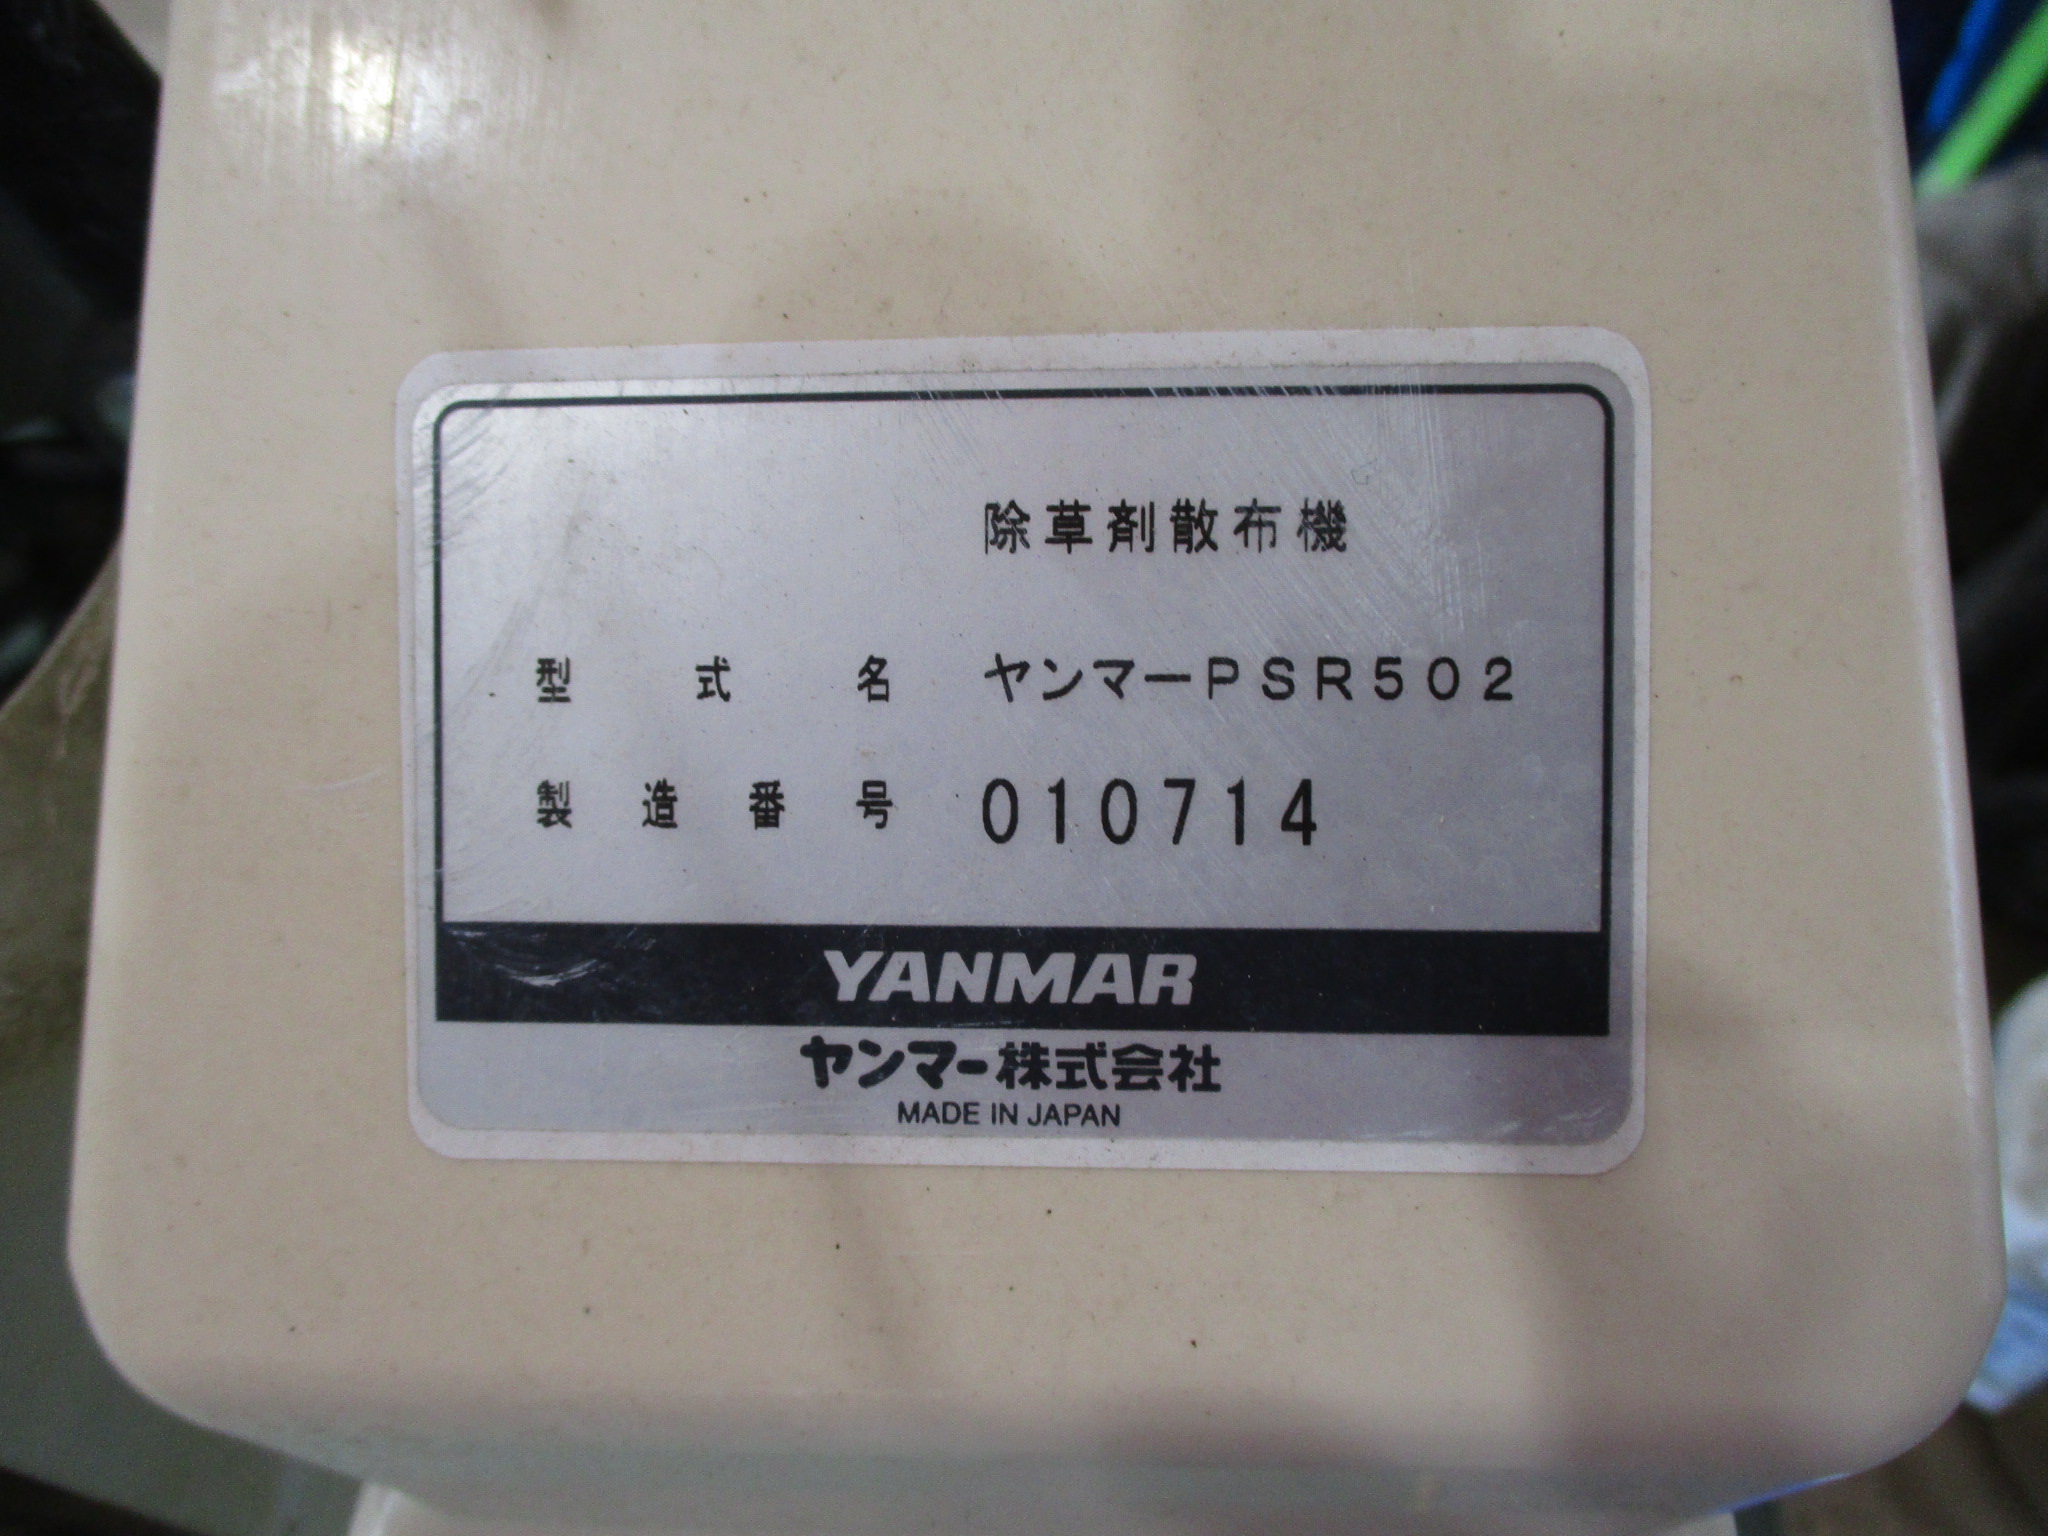 除草剤散布機
型式名 ヤンマーPSR502
製造番号 010714
YANMAR
ヤンマー株式会社
MADE IN JAPAN